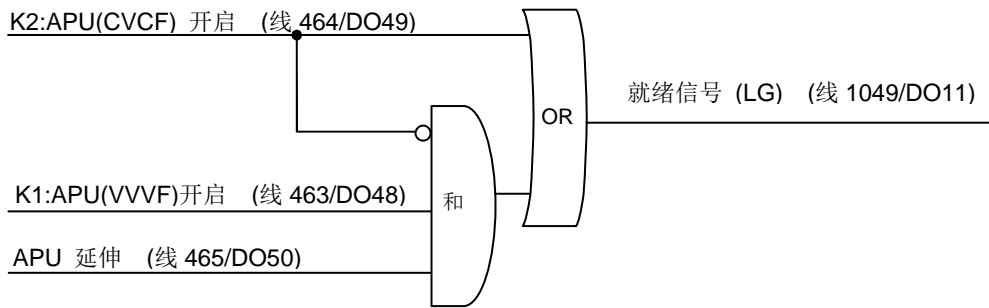 K2:APU(CVCF) 开启 (线 464/DO49)
就绪信号 (LG) (线 1049/DO11)
OR
K1:APU(VVVF)开启 (线 463/DO48)
和
APU 延伸 (线 465/DO50)